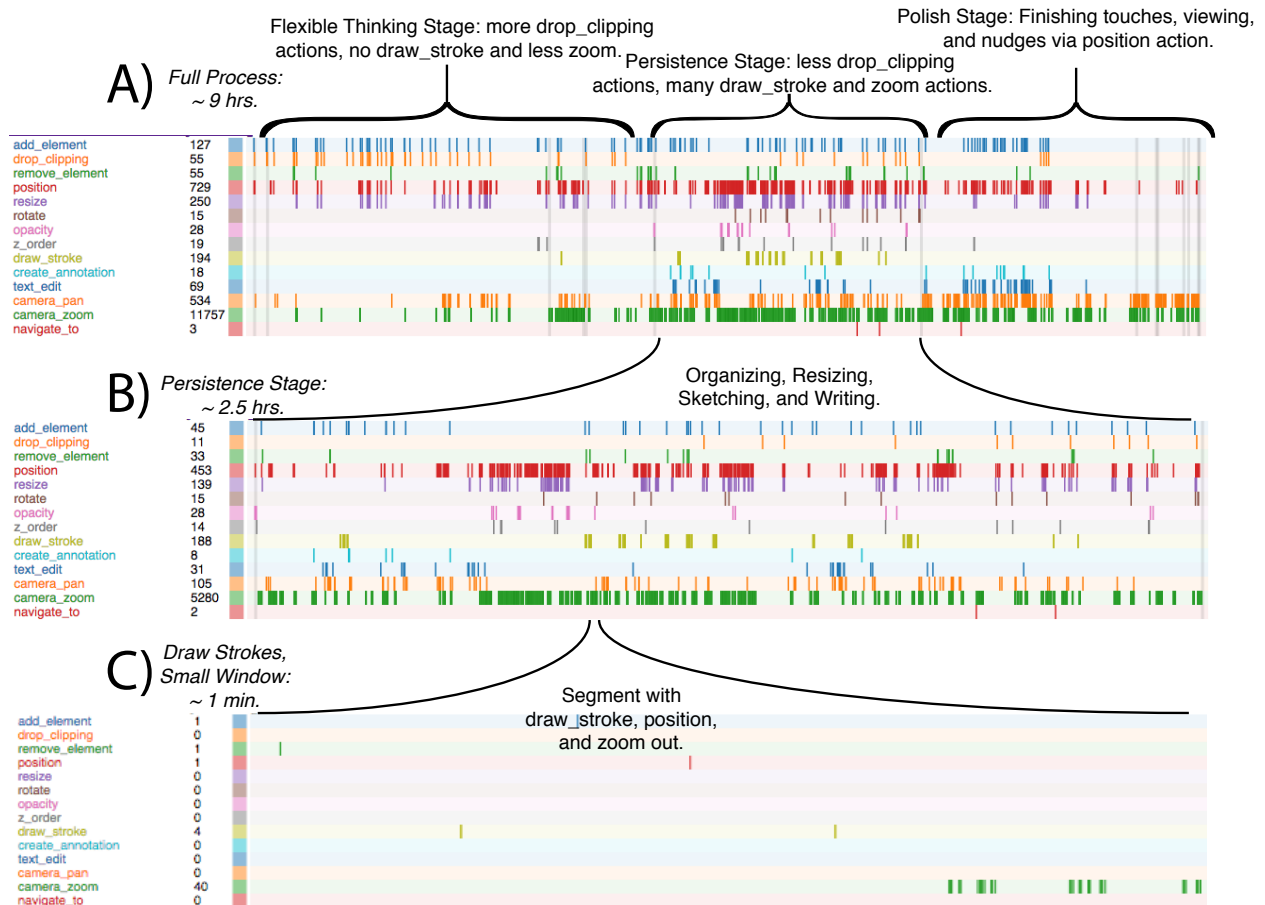 Flexible Thinking Stage: more drop_clipping
actions, no draw_stroke and less zoom.
Persistence Stage: less drop_clipping
actions, many draw_stroke and zoom actions.
Polish Stage: Finishing touches, viewing,
and nudges via position action.
A) Full Process:
~ 9 hrs.
add_element 127
drop_clipping 55
remove_element 55
position 729
resize 250
rotate 15
opacity 28
z_order 19
draw_stroke 194
create_annotation 18
text_edit 69
camera_pan 534
camera_zoom 11757
navigate_to 3
B) Persistence Stage:
~ 2.5 hrs.
Organizing, Resizing,
Sketching, and Writing.
add_element 45
drop_clipping 11
remove_element 33
position 453
resize 139
rotate 15
opacity 28
z_order 14
draw_stroke 188
create_annotation 8
text_edit 31
camera_pan 105
camera_zoom 5280
navigate_to 2
C) Draw Strokes,
Small Window:
~ 1 min.
Segment with
draw_stroke, position,
and zoom out.
add_element 1
drop_clipping 0
remove_element 1
position 1
resize 0
rotate 0
opacity 0
z_order 0
draw_stroke 4
create_annotation 0
text_edit 0
camera_pan 0
camera_zoom 40
navigate_to 0